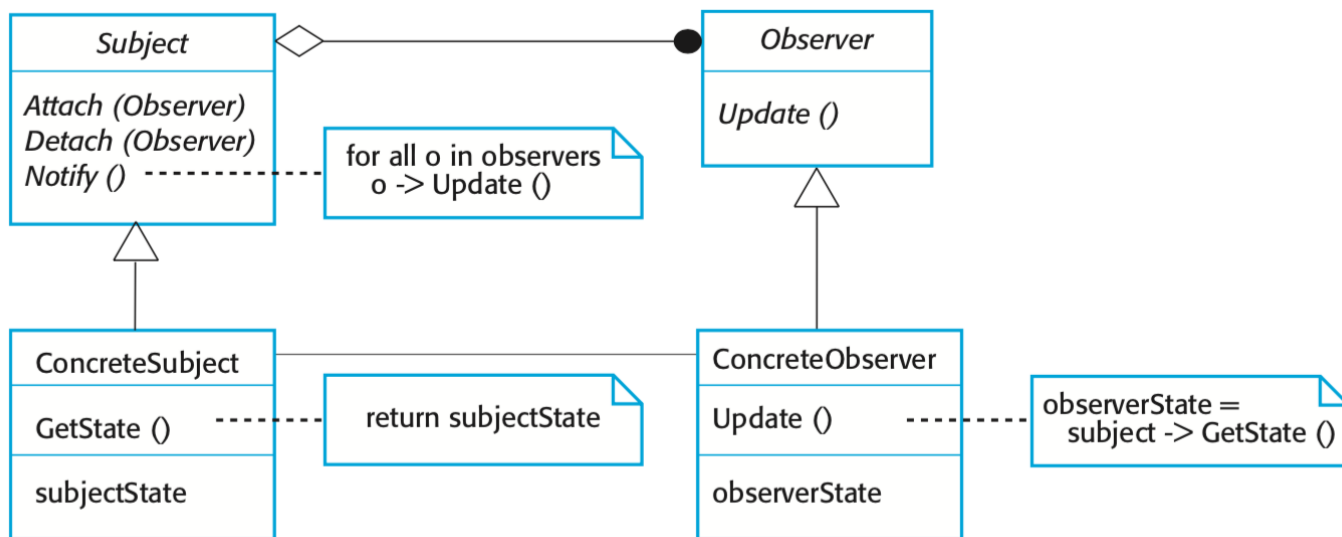 Subject
Attach (Observer)
Detach (Observer)
Notify ()
for all o in observers
o -> Update ()
Observer
Update ()
ConcreteSubject
GetState ()
subjectState
return subjectState
ConcreteObserver
Update ()
observerState
observerState =
subject -> GetState ()